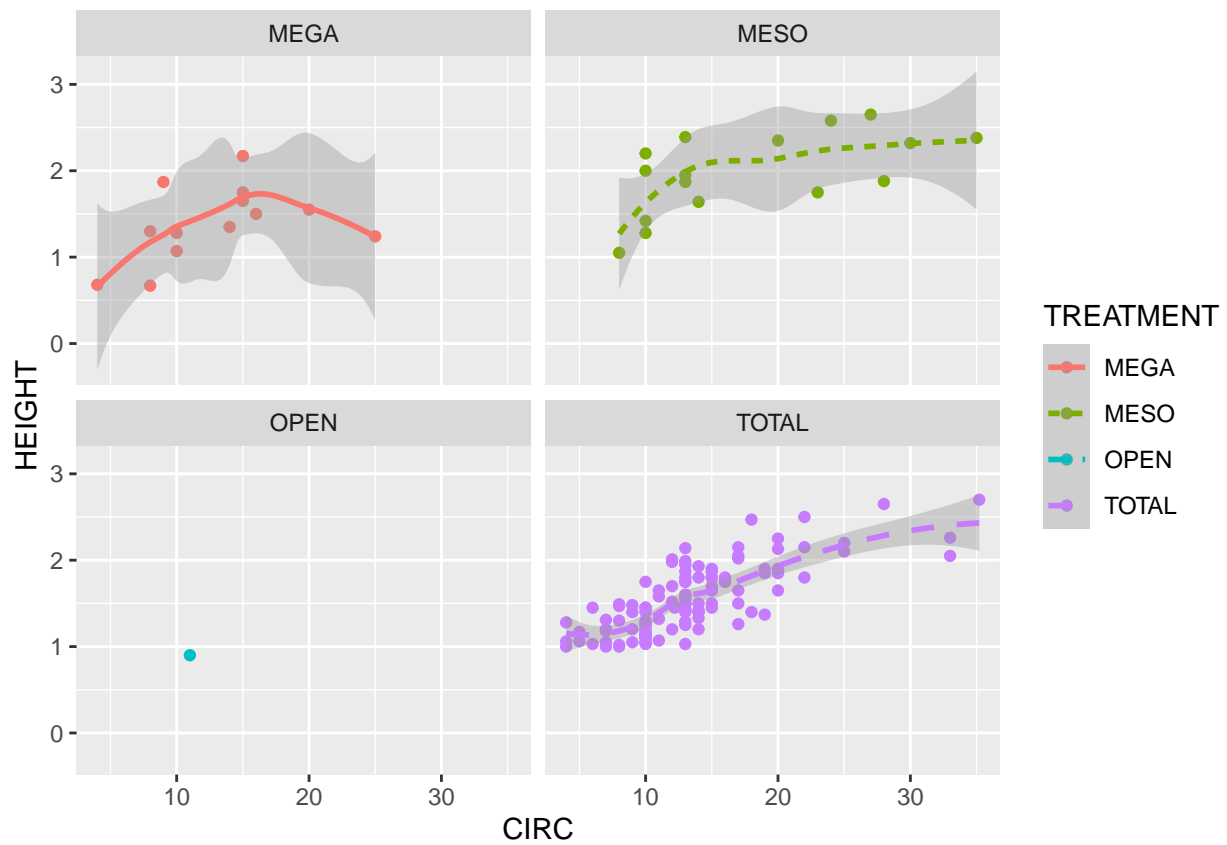 MEGA
MESO
3
2
1
0
OPEN
TOTAL
3
2
1
0
10
20
30
10
20
30
CIRC
HEIGHT
TREATMENT
MEGA
MESO
OPEN
TOTAL